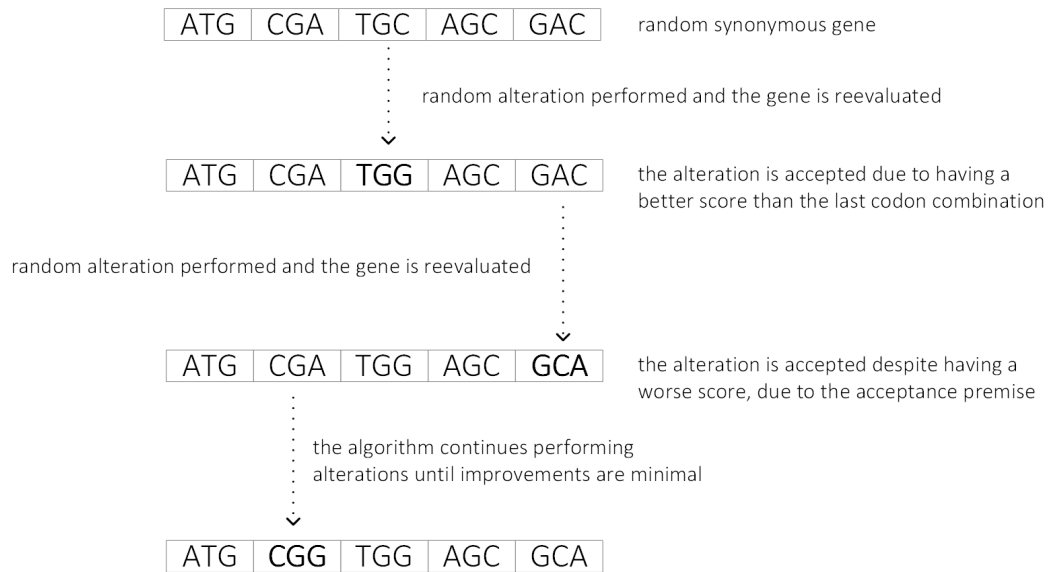 ATG CGA TGC AGC GAC random synonymous gene
random alteration performed and the gene is reevaluated
ATG CGA TGG AGC GAC
the alteration is accepted due to having a
better score than the last codon combination
random alteration performed and the gene is reevaluated
ATG CGA TGG AGC GCA
the alteration is accepted despite having a
worse score, due to the acceptance premise
the algorithm continues performing
alterations until improvements are minimal
ATG CGG TGG AGC GCA